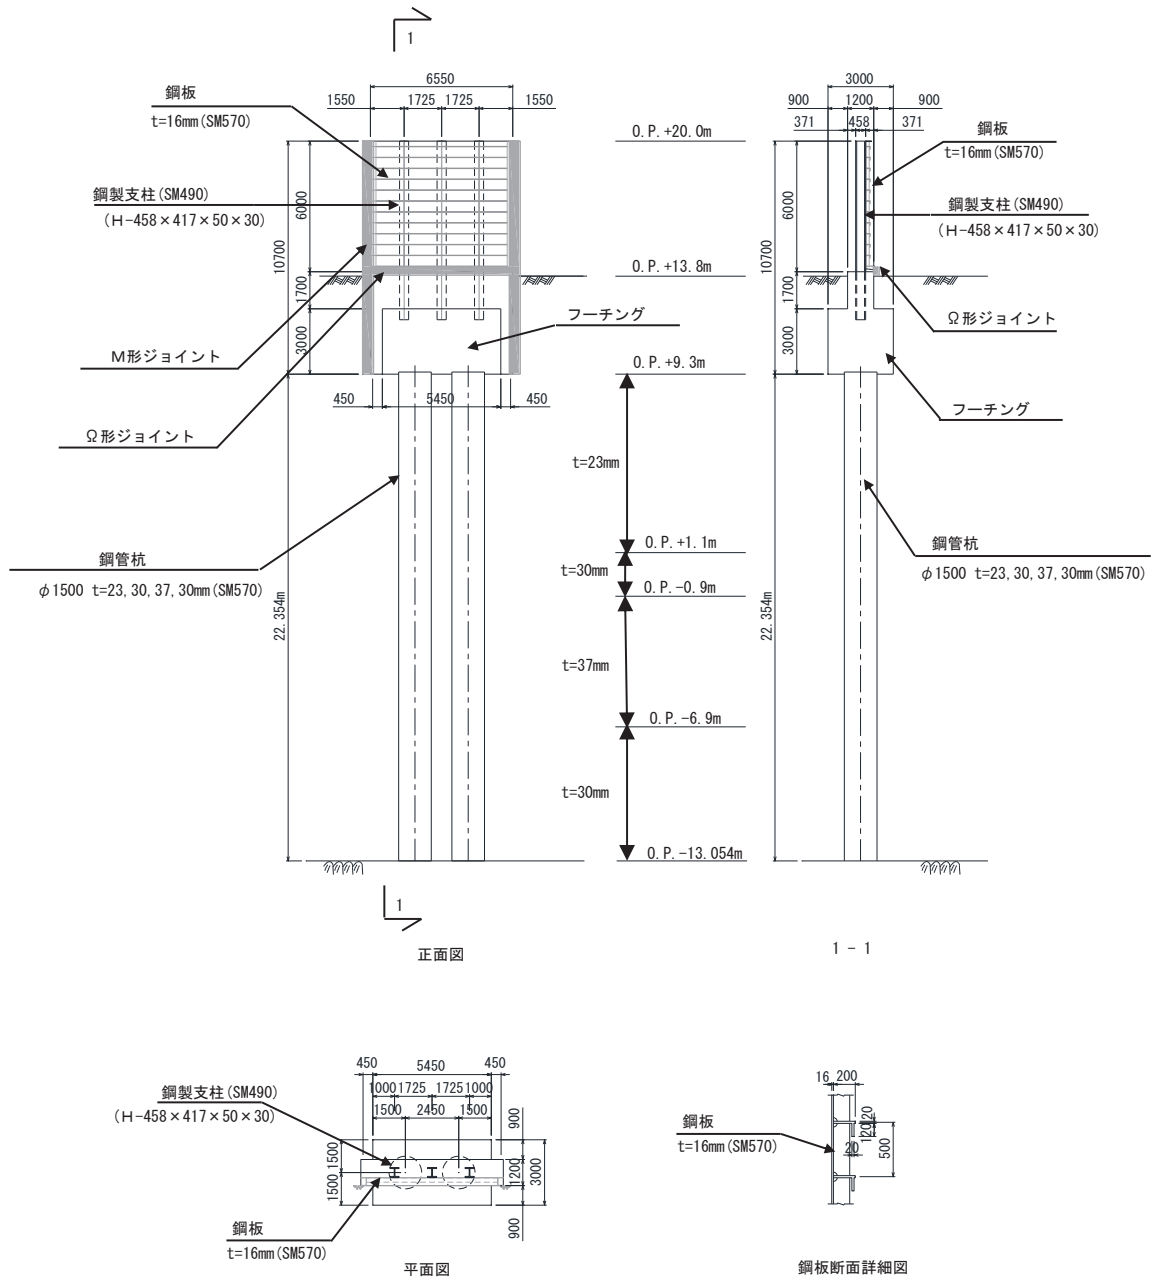 1
6550
1550
1725
1725
1550
鋼板
t=16mm(SM570)
鋼製支柱(SM490)
(H-458×417×50×30)
10700
6000
1700
3000
M形ジョイント
Ω形ジョイント
フーチング
450
5450
450
鋼管杭
φ1500 t=23,30,37,30mm(SM570)
22.354m
1
正面図
O.P.+20.0m
O.P.+13.8m
O.P.+9.3m
t=23mm
O.P.+1.1m
t=30mm
O.P.-0.9m
t=37mm
O.P.-6.9m
t=30mm
O.P.-13.054m
3000
900
1200
900
371
458
371
鋼板
t=16mm(SM570)
鋼製支柱(SM490)
(H-458×417×50×30)
10700
6000
1700
3000
Ω形ジョイント
フーチング
鋼管杭
φ1500 t=23,30,37,30mm(SM570)
22.354m
1 - 1
450
5450
450
1000
1725
1725
1000
1500
2450
1500
鋼製支柱(SM490)
(H-458×417×50×30)
1500
1500
900
1200
3000
900
鋼板
t=16mm(SM570)
平面図
16
200
鋼板
t=16mm(SM570)
20
120
20
500
鋼板断面詳細図